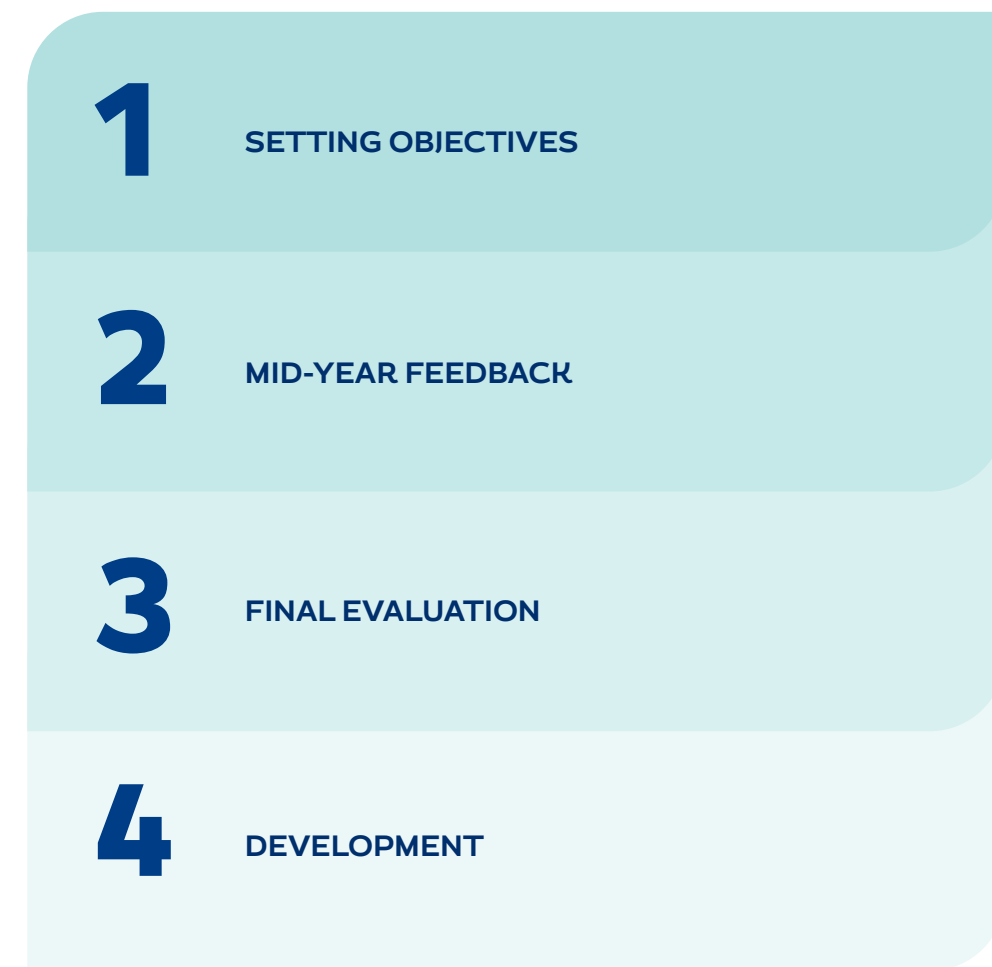 1
SETTING OBJECTIVES
2
MID-YEAR FEEDBACK
3
FINAL EVALUATION
4
DEVELOPMENT